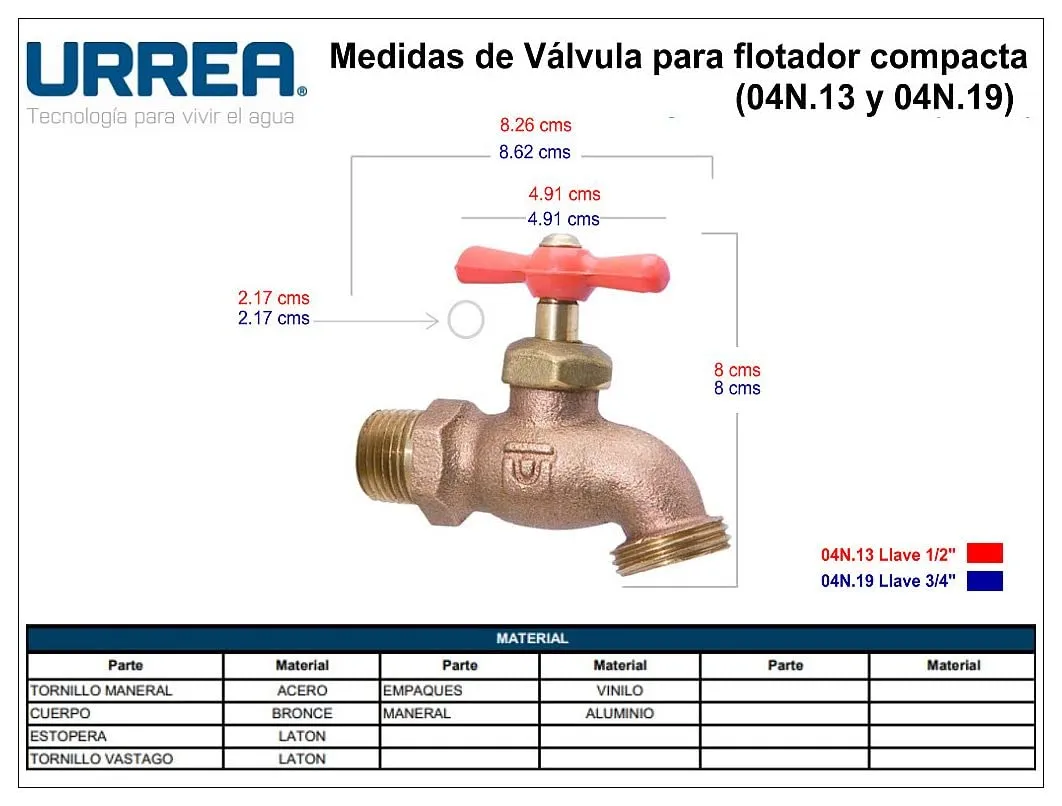 URREA®
Tecnología para vivir el agua
Medidas de Válvula para flotador compacta
(04N.13 y 04N.19)
8.26 cms
8.62 cms
4.91 cms
4.91 cms
2.17 cms
2.17 cms
8 cms
8 cms
04N.13 Llave 1/2"
04N.19 Llave 3/4"
MATERIAL
Parte Material Parte Material Parte Material
TORNILLO MANERAL ACERO EMPAQUES VINILO
CUERPO BRONCE MANERAL ALUMINIO
ESTOPERA LATON
TORNILLO VASTAGO LATON